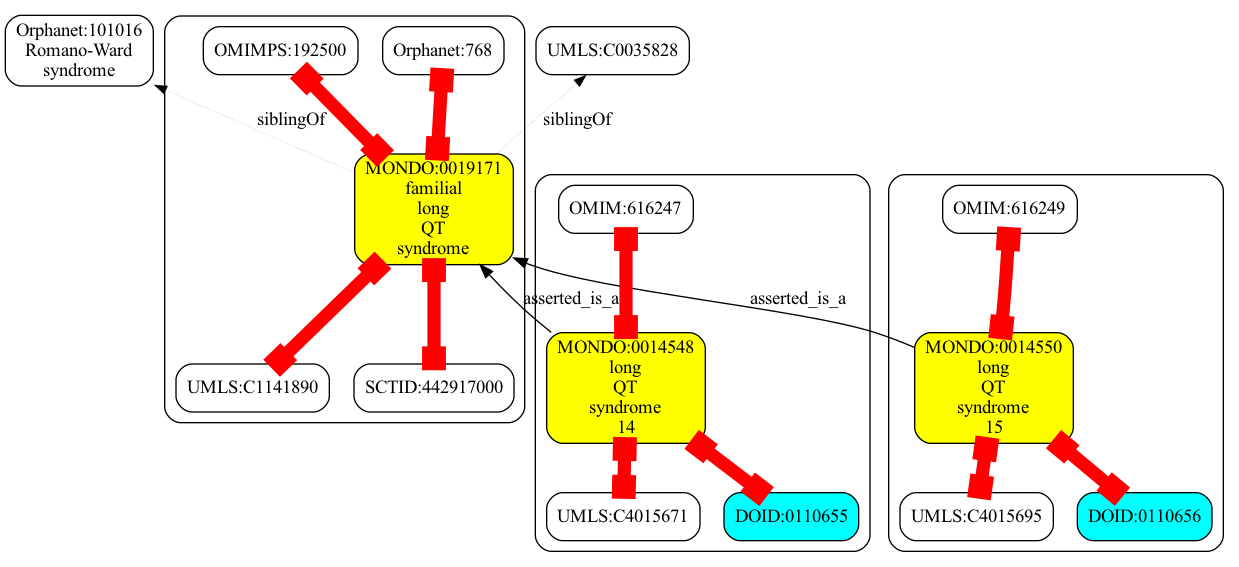 Orphanet:101016
Romano-Ward
syndrome
OMIMPS:192500
Orphanet:768
UMLS:C0035828
siblingOf
siblingOf
MONDO:0019171
familial
long
QT
syndrome
OMIM:616247
OMIM:616249
asserted_is_a
asserted_is_a
UMLS:C1141890
SCTID:442917000
MONDO:0014548
long
QT
syndrome
14
MONDO:0014550
long
QT
syndrome
15
UMLS:C4015671
DOID:0110655
UMLS:C4015695
DOID:0110656